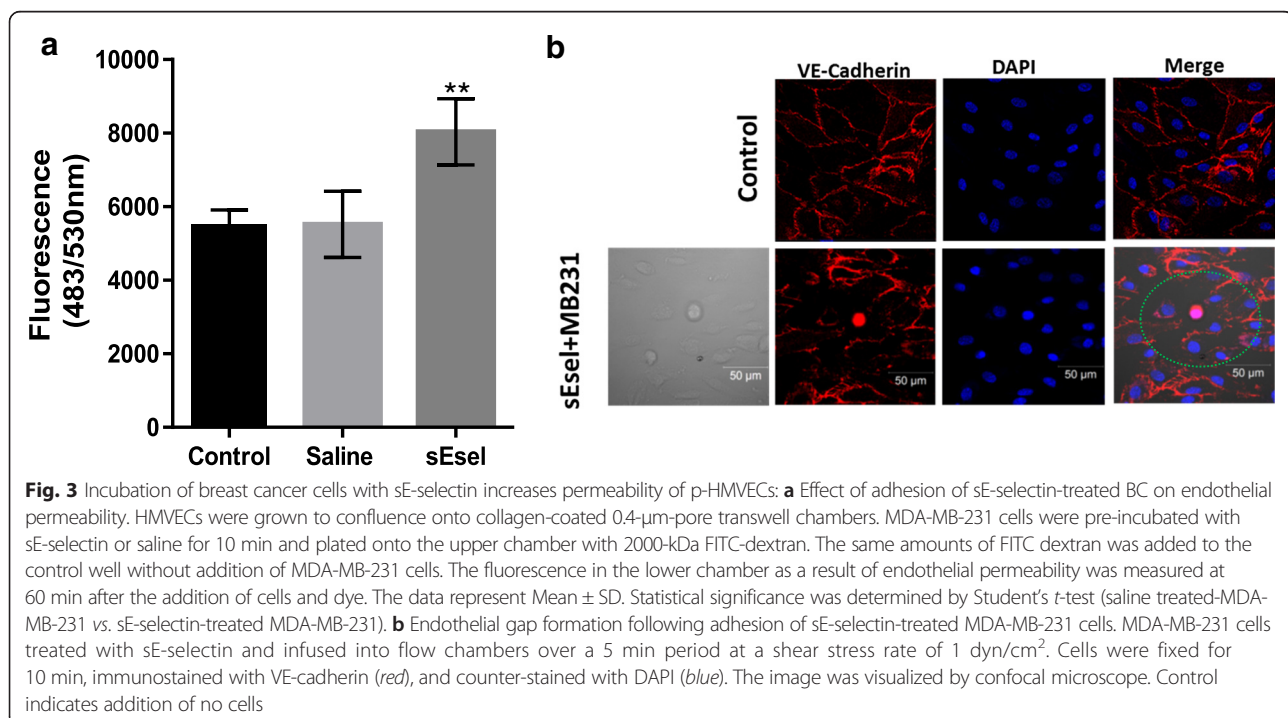 a
10000
**
8000
6000
4000
2000
0
Fluorescence
(483/530nm)
Control Saline sEsel
b
VE-Cadherin DAPI Merge
Control
sEsel+MB231
50 µm 50 µm 50 µm 50 µm
Fig. 3 Incubation of breast cancer cells with sE-selectin increases permeability of p-HMVECs: a Effect of adhesion of sE-selectin-treated BC on endothelial
permeability. HMVECs were grown to confluence onto collagen-coated 0.4-µm-pore transwell chambers. MDA-MB-231 cells were pre-incubated with
sE-selectin or saline for 10 min and plated onto the upper chamber with 2000-kDa FITC-dextran. The same amounts of FITC dextran was added to the
control well without addition of MDA-MB-231 cells. The fluorescence in the lower chamber as a result of endothelial permeability was measured at
60 min after the addition of cells and dye. The data represent Mean ± SD. Statistical significance was determined by Student's t-test (saline treated-MDA-
MB-231 vs. sE-selectin-treated MDA-MB-231). b Endothelial gap formation following adhesion of sE-selectin-treated MDA-MB-231 cells. MDA-MB-231 cells
treated with sE-selectin and infused into flow chambers over a 5 min period at a shear stress rate of 1 dyn/cm². Cells were fixed for
10 min, immunostained with VE-cadherin (red), and counter-stained with DAPI (blue). The image was visualized by confocal microscope. Control
indicates addition of no cells